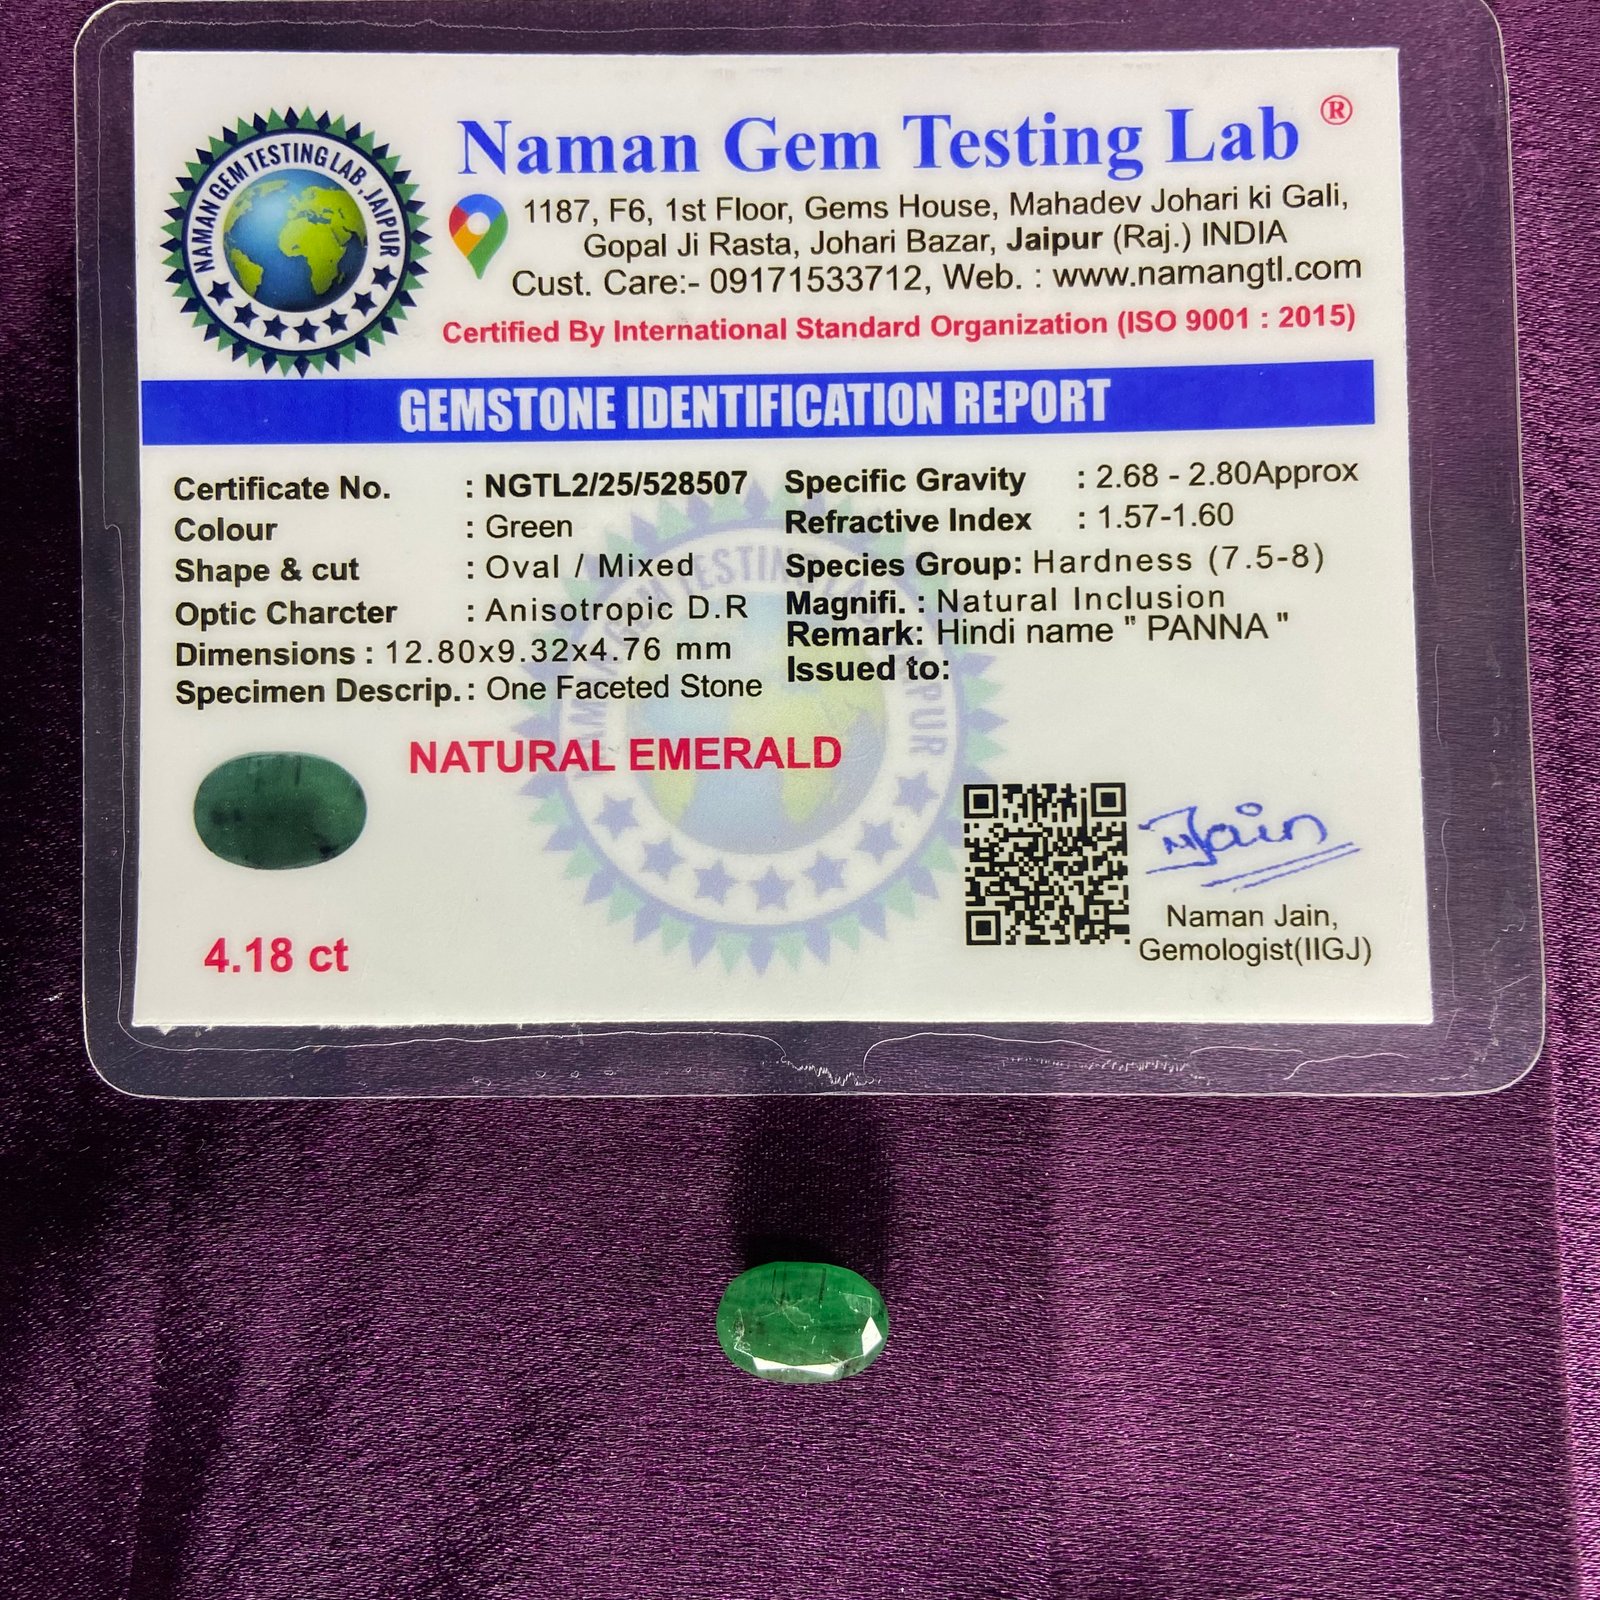 NAMAN GEM TESTING LAB, JAIPUR
Naman Gem Testing Lab ®
1187, F6, 1st Floor, Gems House, Mahadev Johari ki Gali,
Gopal Ji Rasta, Johari Bazar, Jaipur (Raj.) INDIA
Cust. Care:- 09171533712, Web. : www.namangtl.com
Certified By International Standard Organization (ISO 9001 : 2015)
GEMSTONE IDENTIFICATION REPORT
Certificate No. : NGTL2/25/528507
Colour : Green
Shape & cut : Oval / Mixed
Optic Charcter : Anisotropic D.R
Dimensions : 12.80x9.32x4.76 mm
Specimen Descrip. : One Faceted Stone
Specific Gravity : 2.68 - 2.80Approx
Refractive Index : 1.57-1.60
Species Group: Hardness (7.5-8)
Magnifi. : Natural Inclusion
Remark: Hindi name " PANNA "
Issued to:
NATURAL EMERALD
4.18 ct
NJain
Naman Jain,
Gemologist(IIGJ)